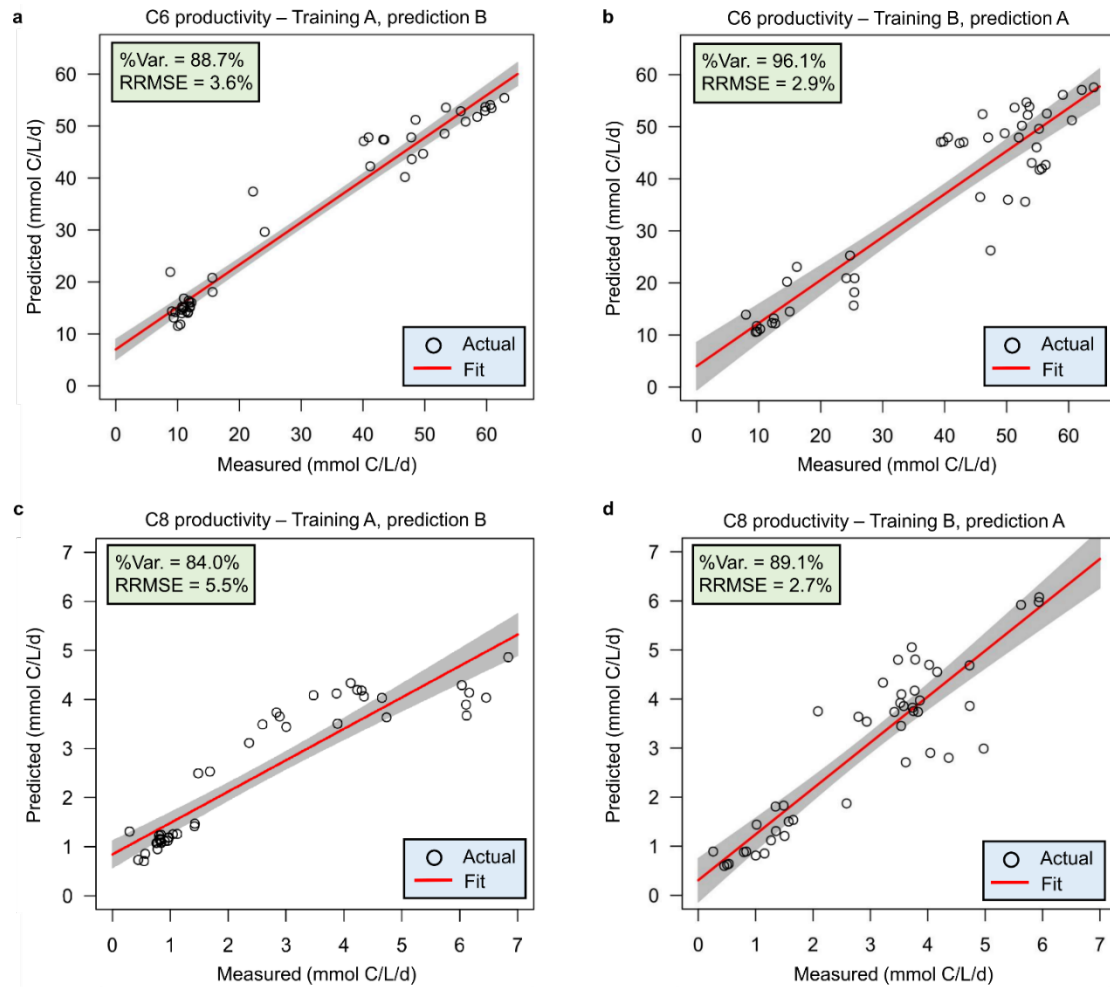 a
C6 productivity – Training A, prediction B
%Var. = 88.7%
RRMSE = 3.6%
Predicted (mmol C/L/d)
60
50
40
30
20
10
0
Actual
Fit
0 10 20 30 40 50 60
Measured (mmol C/L/d)
b
C6 productivity – Training B, prediction A
%Var. = 96.1%
RRMSE = 2.9%
Predicted (mmol C/L/d)
60
50
40
30
20
10
0
Actual
Fit
0 10 20 30 40 50 60
Measured (mmol C/L/d)
c
C8 productivity – Training A, prediction B
%Var. = 84.0%
RRMSE = 5.5%
Predicted (mmol C/L/d)
7
6
5
4
3
2
1
0
Actual
Fit
0 1 2 3 4 5 6 7
Measured (mmol C/L/d)
d
C8 productivity – Training B, prediction A
%Var. = 89.1%
RRMSE = 2.7%
Predicted (mmol C/L/d)
7
6
5
4
3
2
1
0
Actual
Fit
0 1 2 3 4 5 6 7
Measured (mmol C/L/d)